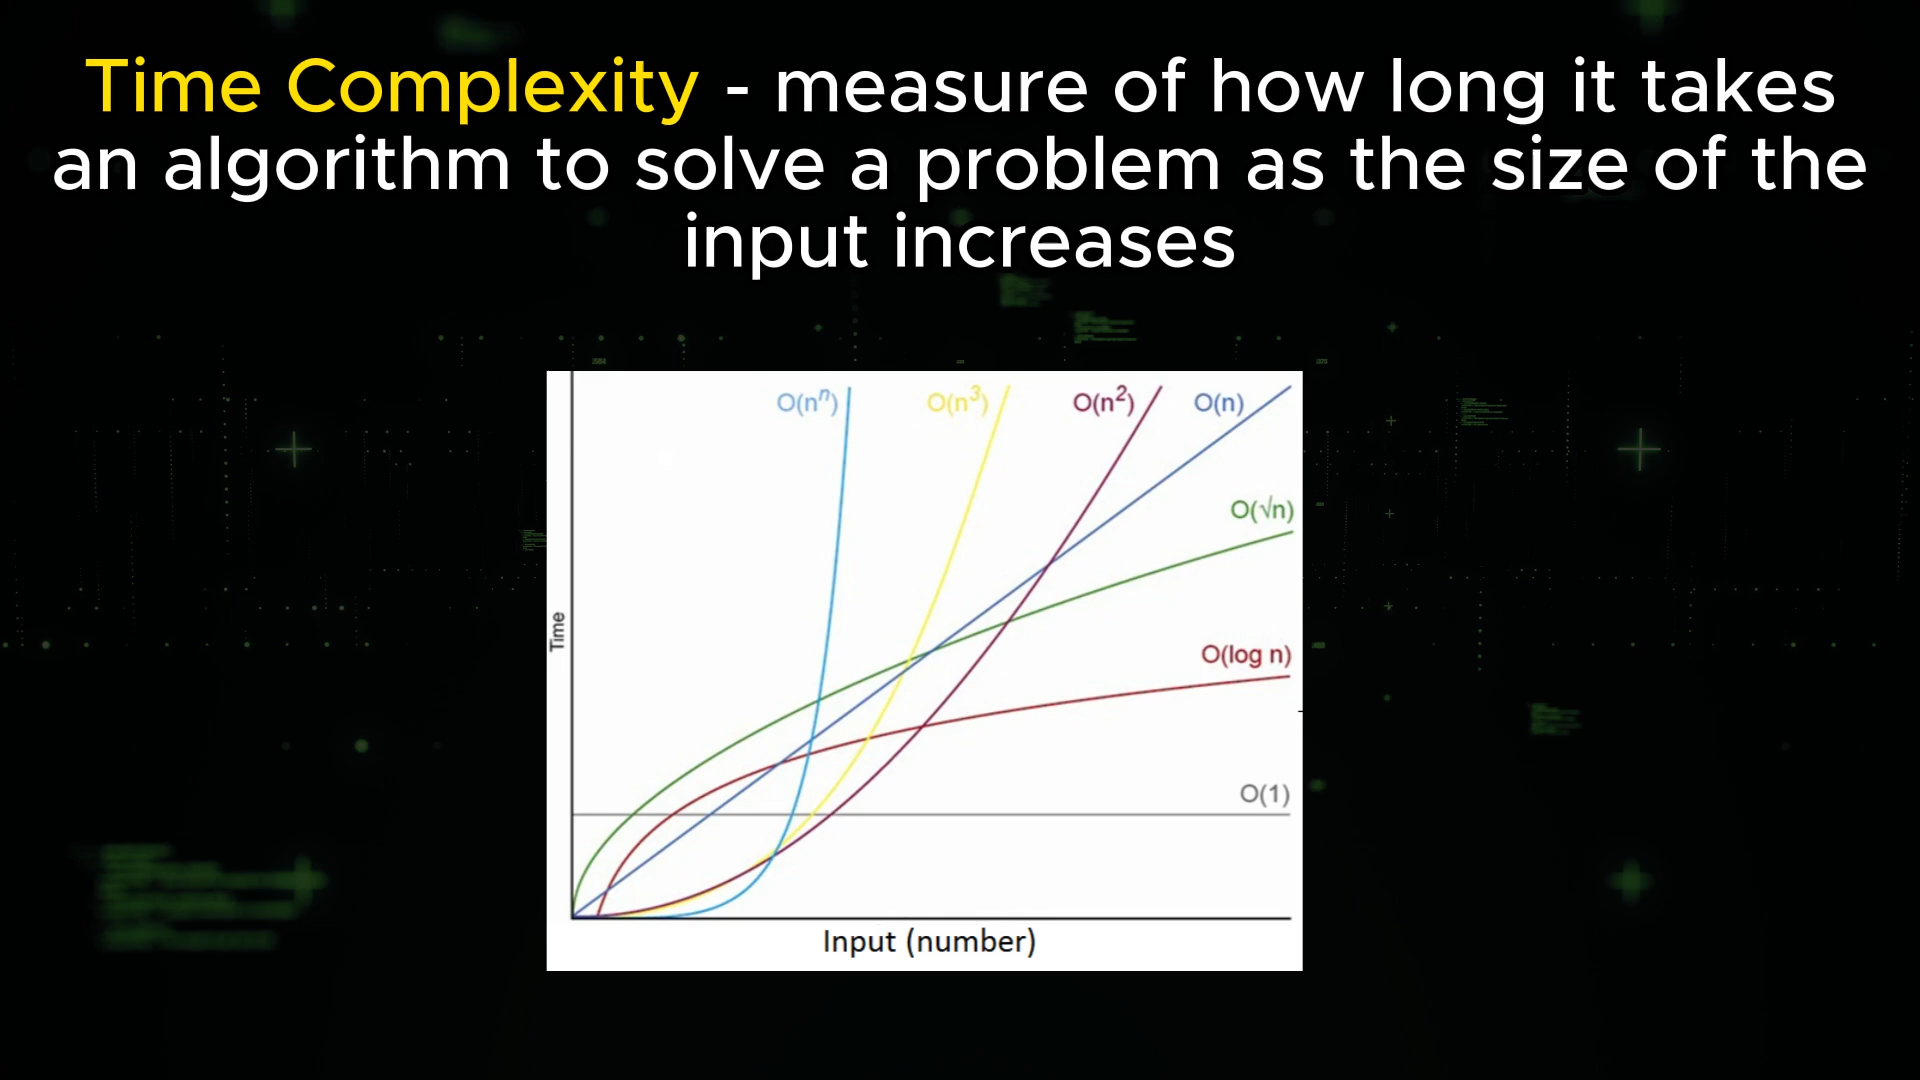 Time Complexity - measure of how long it takes
an algorithm to solve a problem as the size of the
input increases
O(nⁿ)
O(n³)
O(n²)
O(n)
O(√n)
Time
O(log n)
O(1)
Input (number)